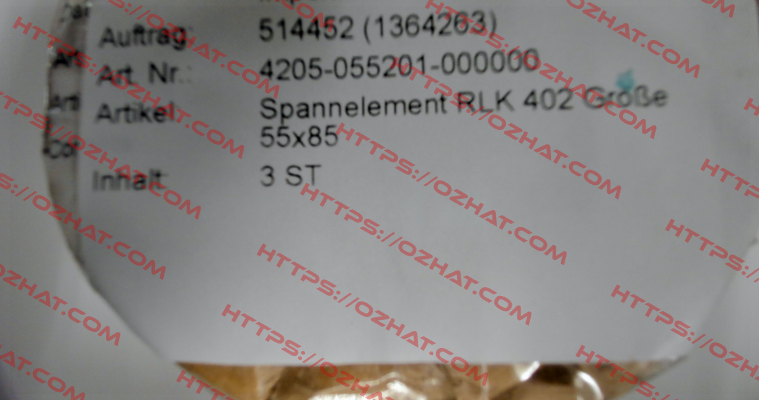 Auftrag: 514452 (1364263)
Art. Nr.: 4205-055201-000000
Artikel: Spannelement RLK 402 Größe
55x85
Inhalt: 3 ST
HTTPS://OZHAT.COM